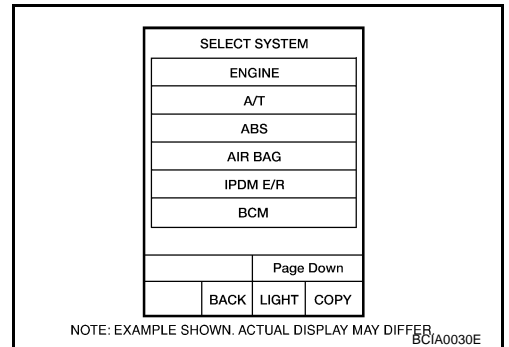 SELECT SYSTEM
ENGINE
A/T
ABS
AIR BAG
IPDM E/R
BCM
Page Down
BACK LIGHT COPY
NOTE: EXAMPLE SHOWN. ACTUAL DISPLAY MAY DIFFER.
BCIA0030E